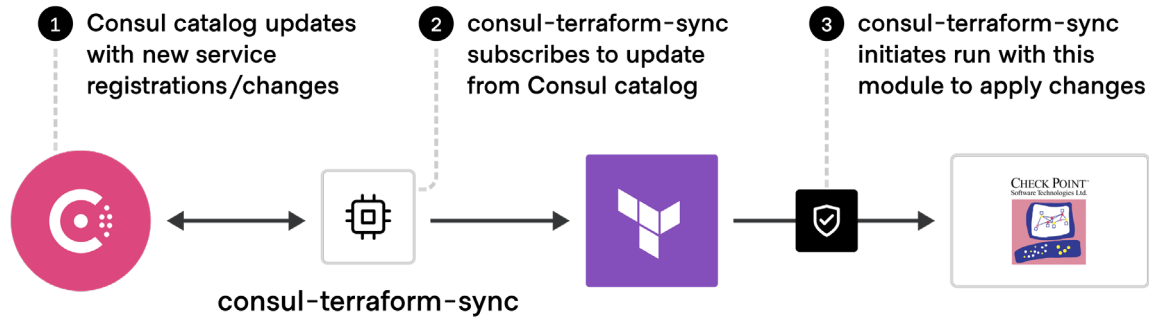 1
Consul catalog updates
with new service
registrations/changes
2
consul-terraform-sync
subscribes to update
from Consul catalog
3
consul-terraform-sync
initiates run with this
module to apply changes
CHECK POINT™
Software Technologies Ltd.
consul-terraform-sync